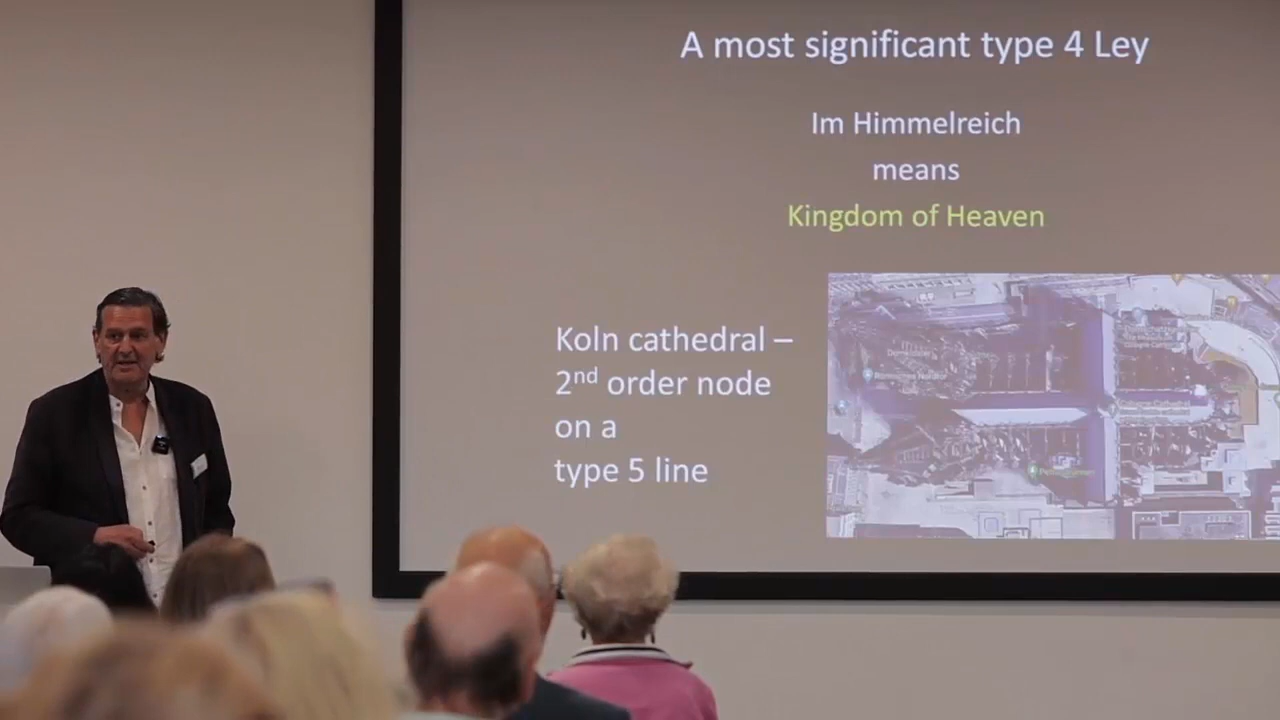 A most significant type 4 Ley
Im Himmelreich
means
Kingdom of Heaven
Koln cathedral –
2nd order node
on a
type 5 line